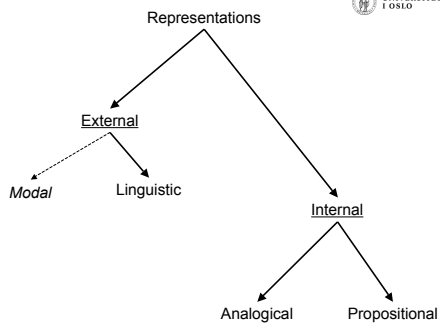 I OSLO
Representations
External
Modal
Linguistic
Internal
Analogical
Propositional